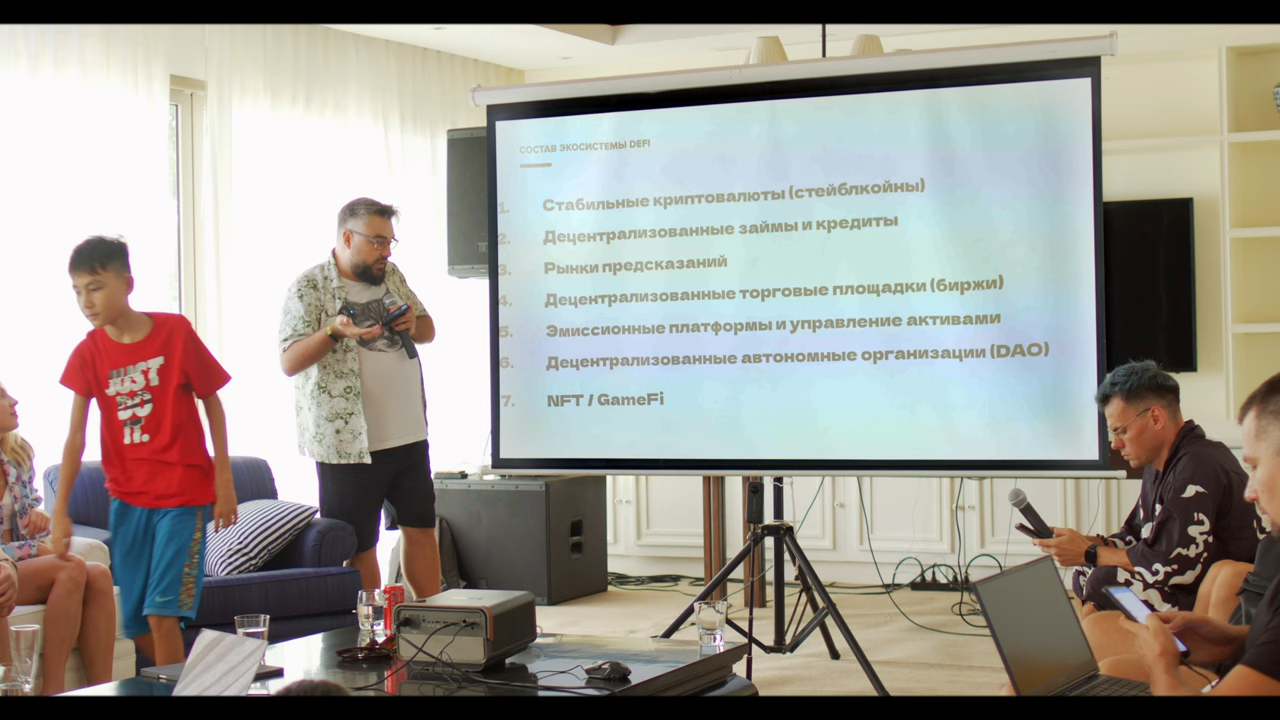 СОСТАВ ЭКОСИСТЕМЫ DEFI
1. Стабильные криптовалюты (стейблкойны)
2. Децентрализованные займы и кредиты
3. Рынки предсказаний
4. Децентрализованные торговые площадки (биржи)
5. Эмиссионные платформы и управление активами
6. Децентрализованные автономные организации (DAO)
7. NFT / GameFi
JUST
DO
IT.